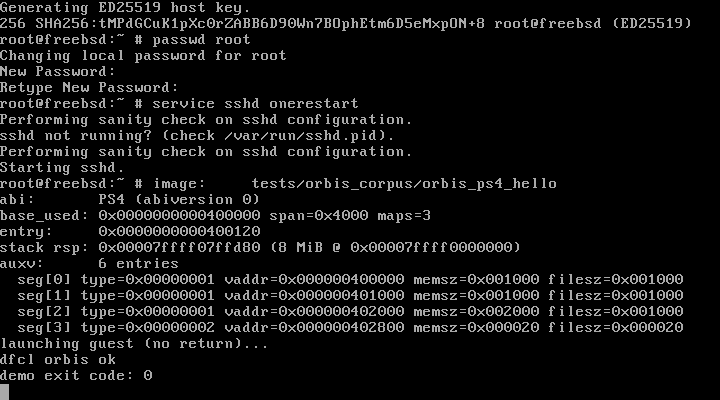 Generating ED25519 host key.
256 SHA256:tMPdGCuK1pXc0rZABB6D90Wn7BOphEtm6D5eMxpON+8 root@freebsd (ED25519)
root@freebsd:~ # passwd root
Changing local password for root
New Password:
Retype New Password:
root@freebsd:~ # service sshd onerestart
Performing sanity check on sshd configuration.
sshd not running? (check /var/run/sshd.pid).
Performing sanity check on sshd configuration.
Starting sshd.
root@freebsd:~ # image:     tests/orbis_corpus/orbis_ps4_hello
abi:       PS4 (abiversion 0)
base_used: 0x0000000000400000 span=0x4000 maps=3
entry:     0x0000000000400120
stack rsp: 0x00007ffff07ffd80 (8 MiB @ 0x00007ffff0000000)
auxv:      6 entries
  seg[0] type=0x00000001 vaddr=0x000000400000 memsz=0x001000 filesz=0x001000
  seg[1] type=0x00000001 vaddr=0x000000401000 memsz=0x001000 filesz=0x001000
  seg[2] type=0x00000001 vaddr=0x000000402000 memsz=0x002000 filesz=0x001000
  seg[3] type=0x00000002 vaddr=0x000000402800 memsz=0x000020 filesz=0x000020
launching guest (no return)...
dfcl orbis ok
demo exit code: 0